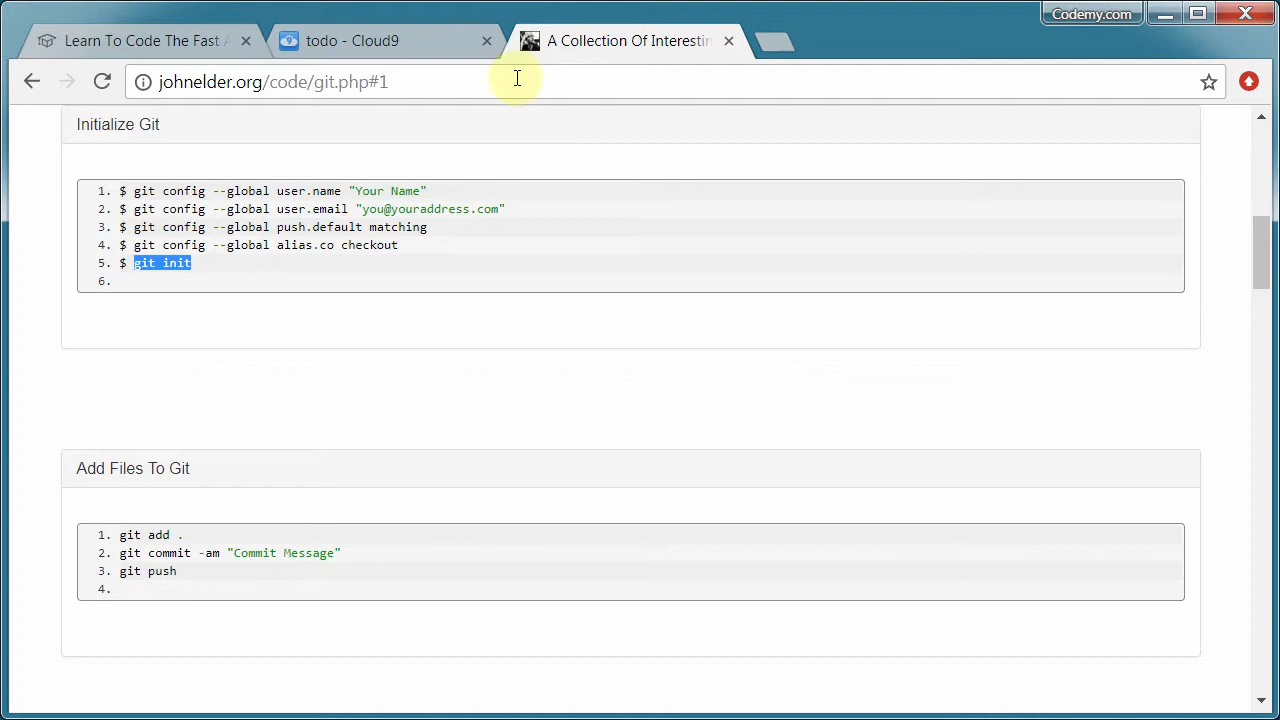 Codemy.com
Learn To Code The Fast A
todo - Cloud9
A Collection Of Interestin
johnelder.org/code/git.php#1
Initialize Git
1. $ git config --global user.name "Your Name"
2. $ git config --global user.email "you@youraddress.com"
3. $ git config --global push.default matching
4. $ git config --global alias.co checkout
5. $ git init
6.
Add Files To Git
1. git add .
2. git commit -am "Commit Message"
3. git push
4.